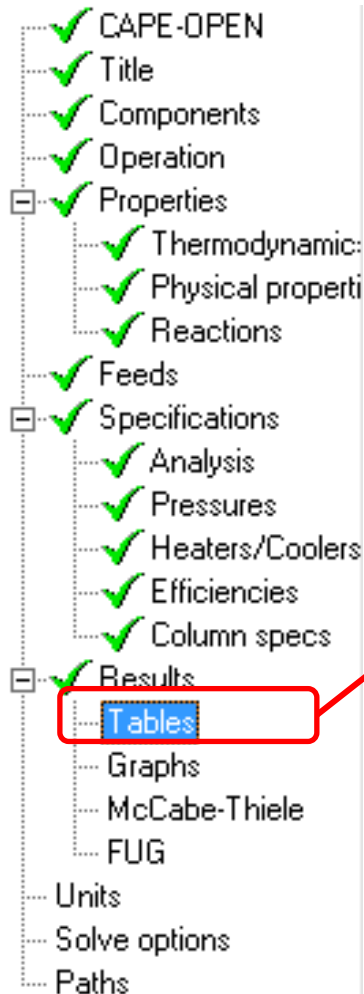 CAPE-OPEN
Title
Components
Operation
Properties
Thermodynamic:
Physical properti
Reactions
Feeds
Specifications
Analysis
Pressures
Heaters/Coolers
Efficiencies
Column specs
Results
Tables
Graphs
McCabe-Thiele
FUG
Units
Solve options
Paths